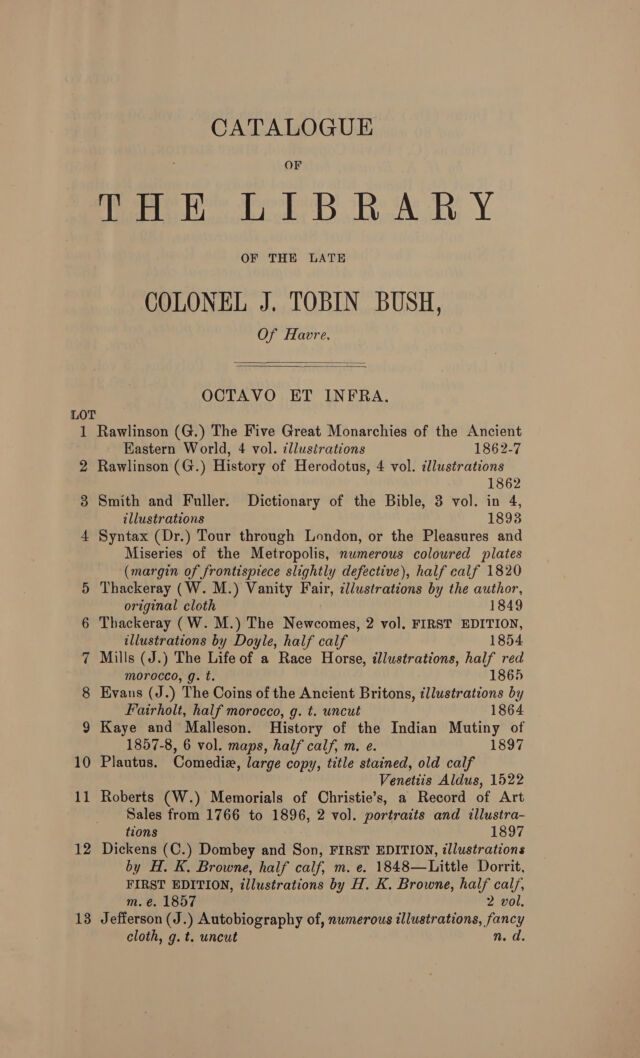 CATALOGUE
OF
THE LIBRARY
OF THE LATE
COLONEL J. TOBIN BUSH,
Of Havre.
OCTAVO ET INFRA.
LOT
1 Rawlinson (G.) The Five Great Monarchies of the Ancient
Eastern World, 4 vol. illustrations 1862-7
2 Rawlinson (G.) History of Herodotus, 4 vol. illustrations
1862
3 Smith and Fuller. Dictionary of the Bible, 3 vol. in 4,
illustrations 1893
4 Syntax (Dr.) Tour through London, or the Pleasures and
Miseries of the Metropolis, numerous coloured plates
(margin of frontispiece slightly defective), half calf 1820
5 Thackeray (W. M.) Vanity Fair, illustrations by the author,
original cloth 1849
6 Thackeray (W. M.) The Newcomes, 2 vol. FIRST EDITION,
illustrations by Doyle, half calf 1854
7 Mills (J.) The Life of a Race Horse, illustrations, half red
morocco, g. t. 1865
8 Evans (J.) The Coins of the Ancient Britons, illustrations by
Fairholt, half morocco, g. t. uncut 1864
9 Kaye and Malleson. History of the Indian Mutiny of
1857-8, 6 vol. maps, half calf, m. e. 1897
10 Plautus. Comediæ, large copy, title stained, old calf
Venetiis Aldus, 1522
11 Roberts (W.) Memorials of Christie's, a Record of Art
Sales from 1766 to 1896, 2 vol. portraits and illustra-
tions 1897
12 Dickens (C.) Dombey and Son, FIRST EDITION, illustrations
by H. K. Browne, half calf, m. e. 1848—Little Dorrit,
FIRST EDITION, illustrations by H. K. Browne, half calf,
m. e. 1857 2 vol.
13 Jefferson (J.) Autobiography of, numerous illustrations, fancy
cloth, g. t. uncut n. d.